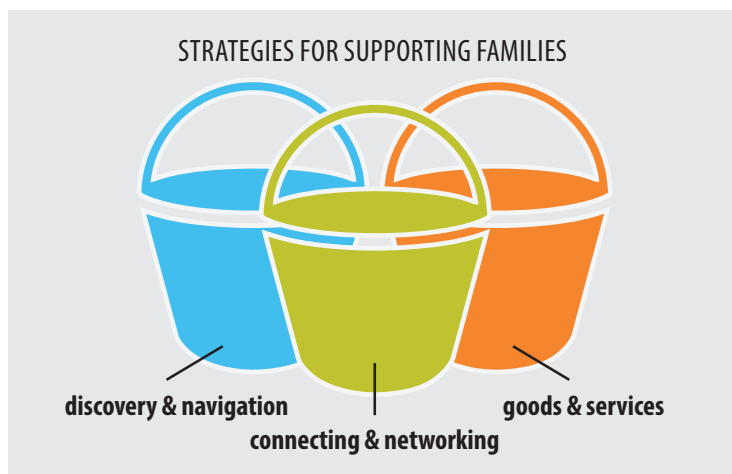 STRATEGIES FOR SUPPORTING FAMILIES
discovery & navigation
goods & services
connecting & networking